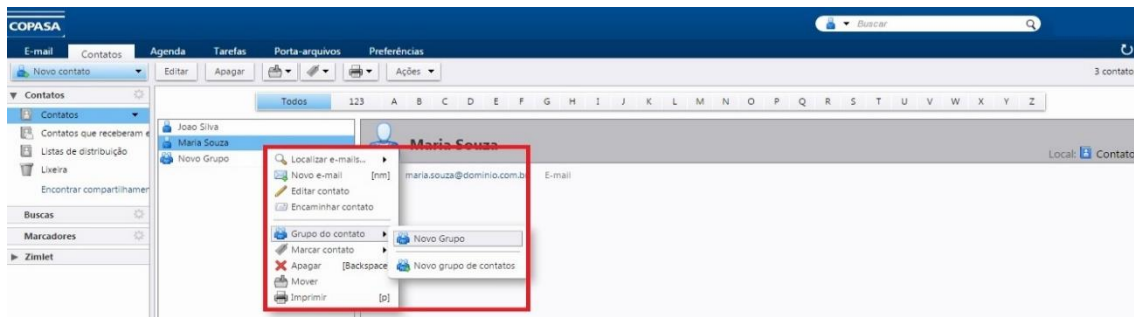 COPASA
Buscar
E-mail Contatos Agenda Tarefas Porta-arquivos Preferências
Novo contato Editar Apagar Ações 3 contato
Contatos
Todos 123 A B C D E F G H I J K L M N O P Q R S T U V W X Y Z
Contatos
Contatos que receberam e
Listas de distribuição
Lixeira
Encontrar compartilhamen
Buscas
Marcadores
Zimlet
Joao Silva
Maria Souza
Novo Grupo
Maria Souza
Local: Contato
maria.souza@dominio.com.br E-mail
Localizar e-mails..
Novo e-mail [nm]
Editar contato
Encaminhar contato
Grupo do contato
Marcar contato
Apagar [Backspace
Mover
Imprimir [p]
Novo Grupo
Novo grupo de contatos